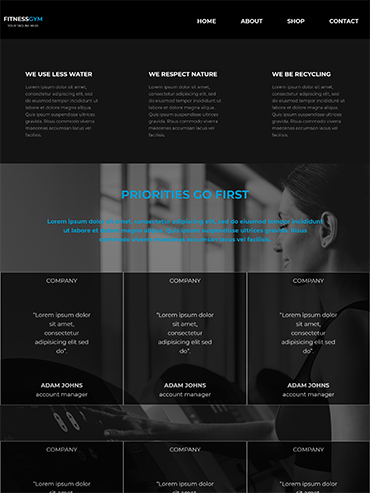 FITNESSGYM
HOME ABOUT SHOP CONTACT
WE USE LESS WATER
Lorem ipsum dolor sit amet,
consectetur adipiscing elit, sed
do eiusmod tempor incididunt ut
labore et dolore magna aliqua.
Quis ipsum suspendisse ultrices
gravida. Risus commodo viverra
maecenas accumsan lacus vel
facilisis.
WE RESPECT NATURE
Lorem ipsum dolor sit amet,
consectetur adipiscing elit, sed
do eiusmod tempor incididunt ut
labore et dolore magna aliqua.
Quis ipsum suspendisse ultrices
gravida. Risus commodo viverra
maecenas accumsan lacus vel
facilisis.
WE BE RECYCLING
Lorem ipsum dolor sit amet,
consectetur adipiscing elit, sed
do eiusmod tempor incididunt ut
labore et dolore magna aliqua.
Quis ipsum suspendisse ultrices
gravida. Risus commodo viverra
maecenas accumsan lacus vel
facilisis.
PRIORITIES GO FIRST
Lorem ipsum dolor sit amet, consectetur adipiscing elit, sed
do eiusmod tempor incididunt ut labore et dolore magna
aliqua. Quis ipsum suspendisse ultrices gravida. Risus
commodo viverra maecenas accumsan lacus vel facilisis.
COMPANY
"Lorem ipsum dolor
sit amet,
consectetur
adipisicing elit sed
do".
ADAM JOHNS
account manager
COMPANY
"Lorem ipsum dolor
sit amet,
consectetur
adipisicing elit sed
do".
ADAM JOHNS
account manager
COMPANY
"Lorem ipsum dolor
sit amet,
consectetur
adipisicing elit sed
do".
ADAM JOHNS
account manager
COMPANY
"Lorem ipsum dolor
sit amet,
COMPANY
"Lorem ipsum dolor
sit amet,
COMPANY
"Lorem ipsum dolor
sit amet,